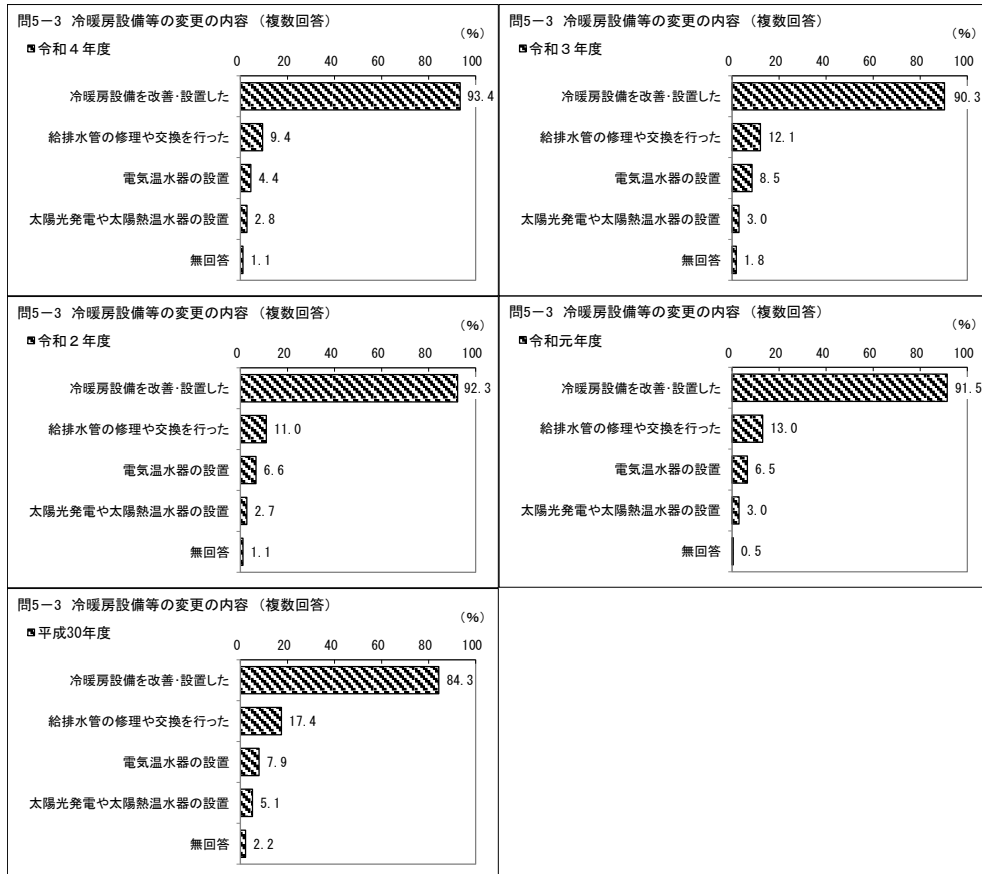 問5－3 冷暖房設備等の変更の内容 （複数回答）
（%）
令和４年度
0 20 40 60 80 100
冷暖房設備を改善・設置した 93.4
給排水管の修理や交換を行った 9.4
電気温水器の設置 4.4
太陽光発電や太陽熱温水器の設置 2.8
無回答 1.1
問5－3 冷暖房設備等の変更の内容 （複数回答）
（%）
令和３年度
0 20 40 60 80 100
冷暖房設備を改善・設置した 90.3
給排水管の修理や交換を行った 12.1
電気温水器の設置 8.5
太陽光発電や太陽熱温水器の設置 3.0
無回答 1.8
問5－3 冷暖房設備等の変更の内容 （複数回答）
（%）
令和２年度
0 20 40 60 80 100
冷暖房設備を改善・設置した 92.3
給排水管の修理や交換を行った 11.0
電気温水器の設置 6.6
太陽光発電や太陽熱温水器の設置 2.7
無回答 1.1
問5－3 冷暖房設備等の変更の内容 （複数回答）
（%）
令和元年度
0 20 40 60 80 100
冷暖房設備を改善・設置した 91.5
給排水管の修理や交換を行った 13.0
電気温水器の設置 6.5
太陽光発電や太陽熱温水器の設置 3.0
無回答 0.5
問5－3 冷暖房設備等の変更の内容 （複数回答）
（%）
平成30年度
0 20 40 60 80 100
冷暖房設備を改善・設置した 84.3
給排水管の修理や交換を行った 17.4
電気温水器の設置 7.9
太陽光発電や太陽熱温水器の設置 5.1
無回答 2.2